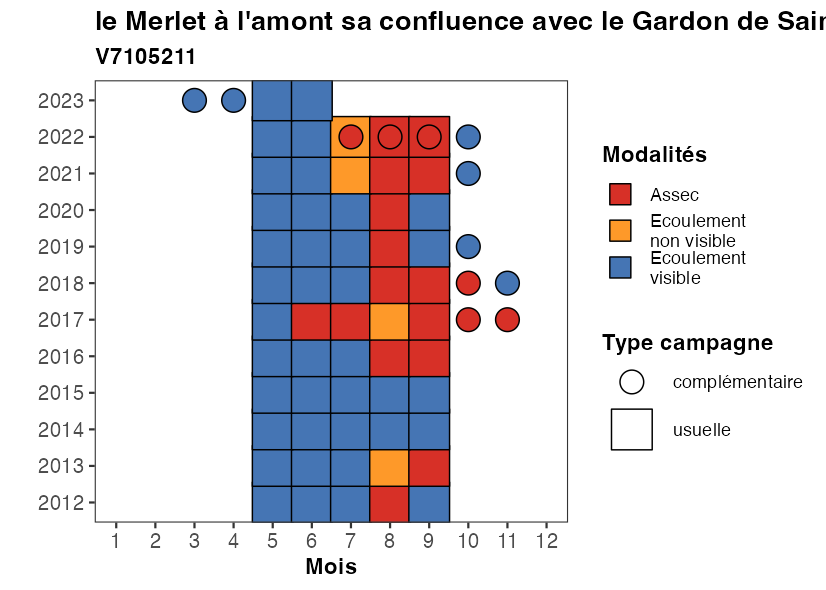 le Merlet à l'amont sa confluence avec le Gardon de Sain
V7105211
2023
2022
2021
2020
2019
2018
2017
2016
2015
2014
2013
2012
1 2 3 4 5 6 7 8 9 10 11 12
Mois
Modalités
Assec
Ecoulement
non visible
Ecoulement
visible
Type campagne
complémentaire
usuelle